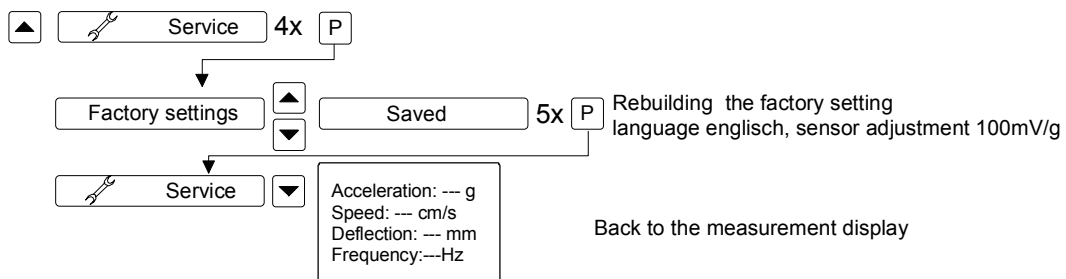 Service 4x P
Factory settings Saved 5x P Rebuilding the factory setting
language englisch, sensor adjustment 100mV/g
Service
Acceleration: --- g
Speed: --- cm/s
Deflection: --- mm
Frequency:---Hz
Back to the measurement display